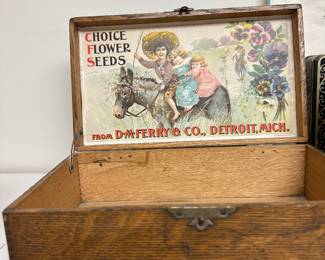 CHOICE
FLOWER
SEEDS
FROM D.M.FERRY & CO., DETROIT, MICH.